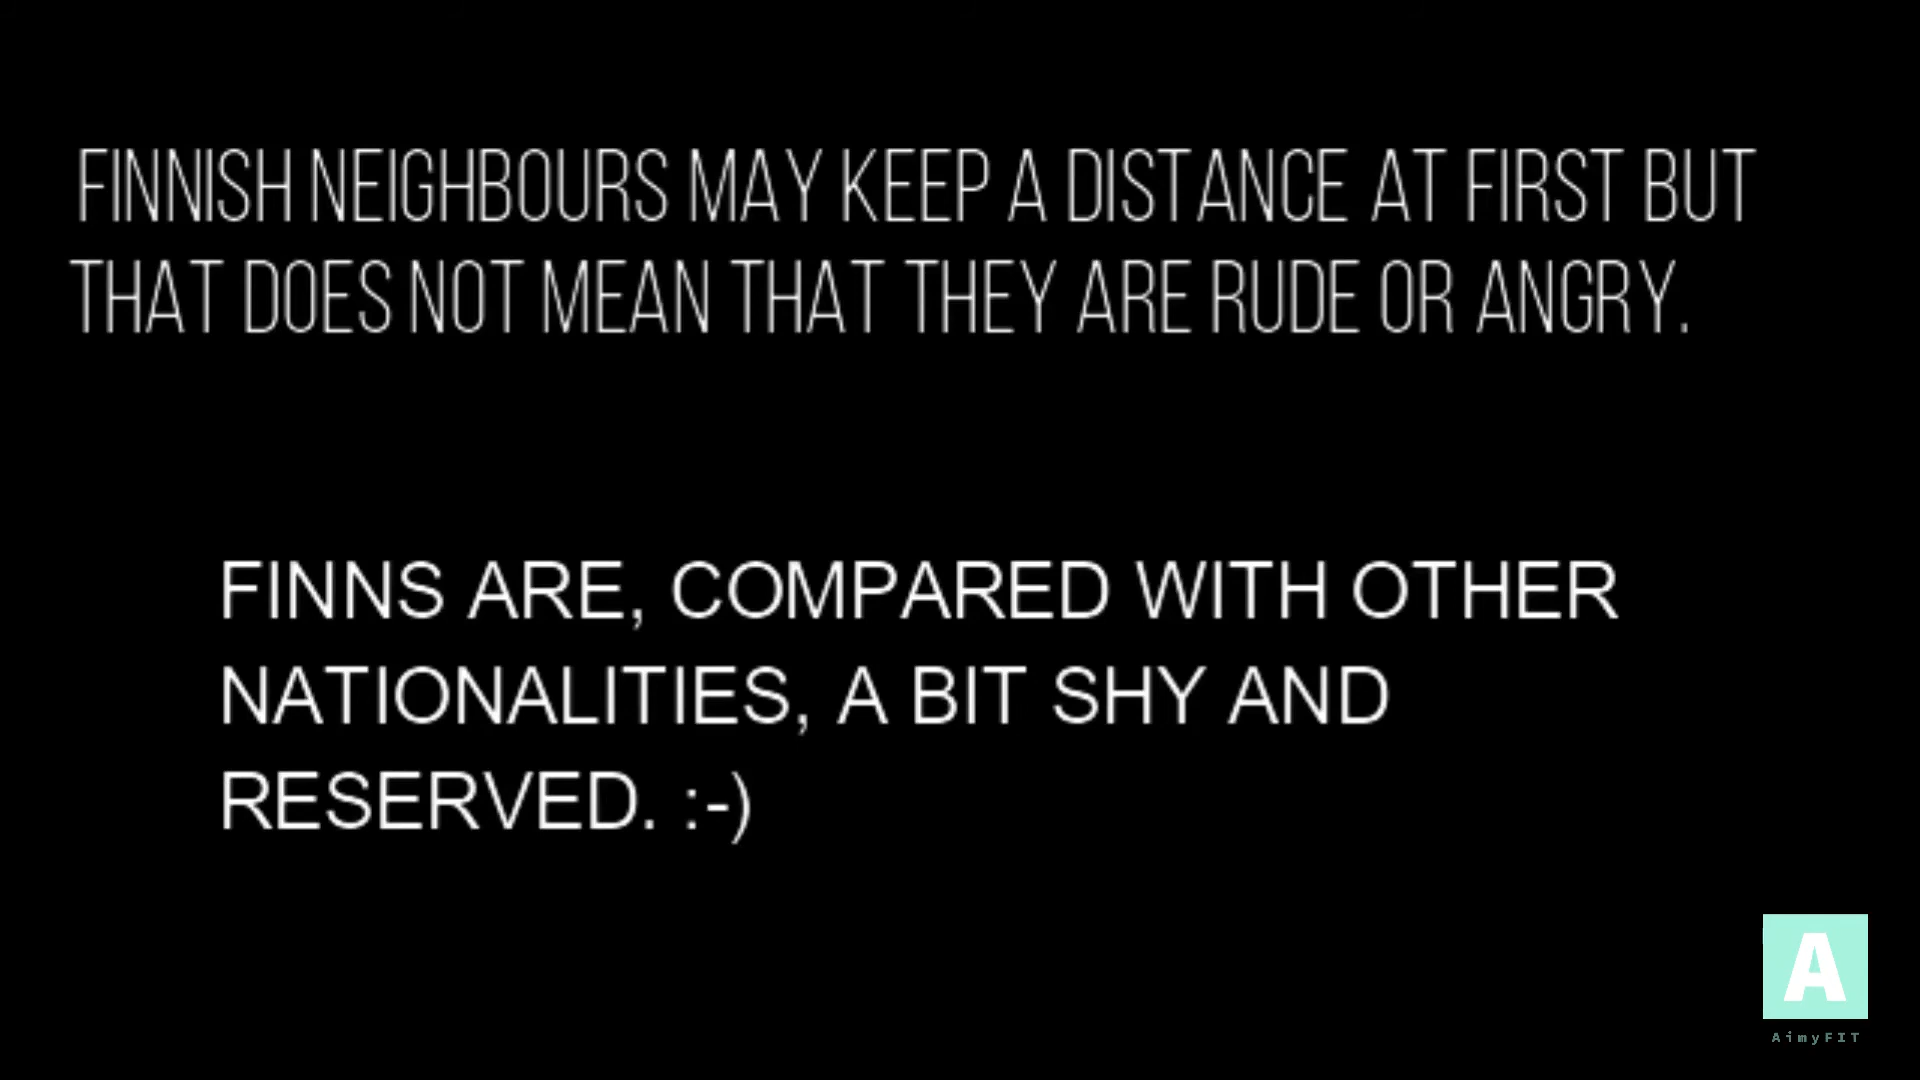 FINNISH NEIGHBOURS MAY KEEP A DISTANCE AT FIRST BUT
THAT DOES NOT MEAN THAT THEY ARE RUDE OR ANGRY.
FINNS ARE, COMPARED WITH OTHER
NATIONALITIES, A BIT SHY AND
RESERVED. :-)
A
AimyFIT